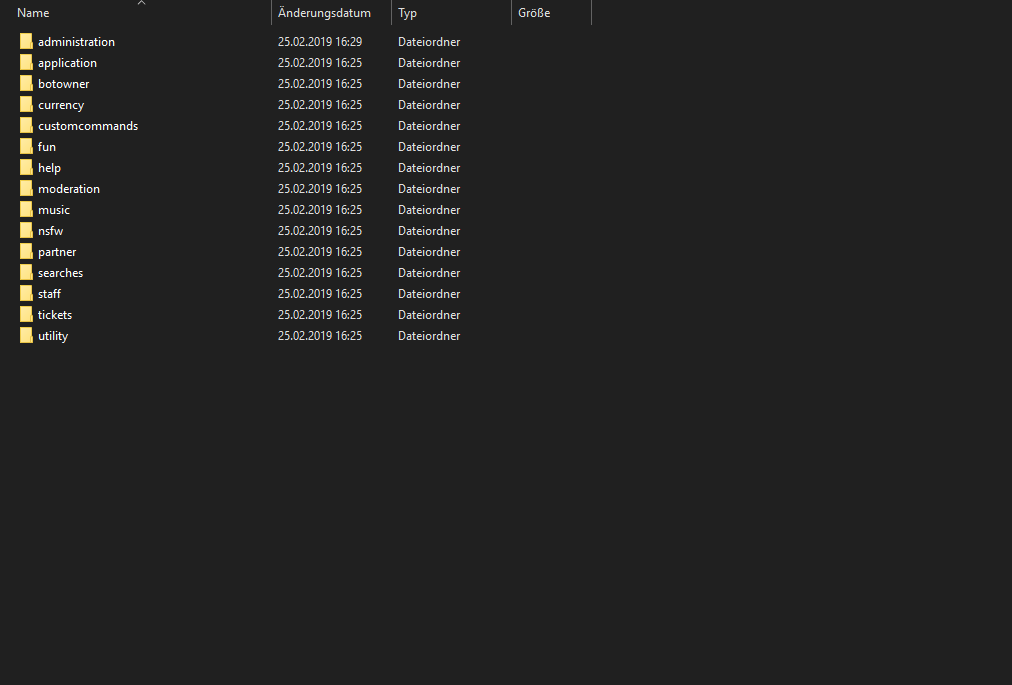 Name Änderungsdatum Typ Größe
administration 25.02.2019 16:29 Dateiordner
application 25.02.2019 16:25 Dateiordner
botowner 25.02.2019 16:25 Dateiordner
currency 25.02.2019 16:25 Dateiordner
customcommands 25.02.2019 16:25 Dateiordner
fun 25.02.2019 16:25 Dateiordner
help 25.02.2019 16:25 Dateiordner
moderation 25.02.2019 16:25 Dateiordner
music 25.02.2019 16:25 Dateiordner
nsfw 25.02.2019 16:25 Dateiordner
partner 25.02.2019 16:25 Dateiordner
searches 25.02.2019 16:25 Dateiordner
staff 25.02.2019 16:25 Dateiordner
tickets 25.02.2019 16:25 Dateiordner
utility 25.02.2019 16:25 Dateiordner